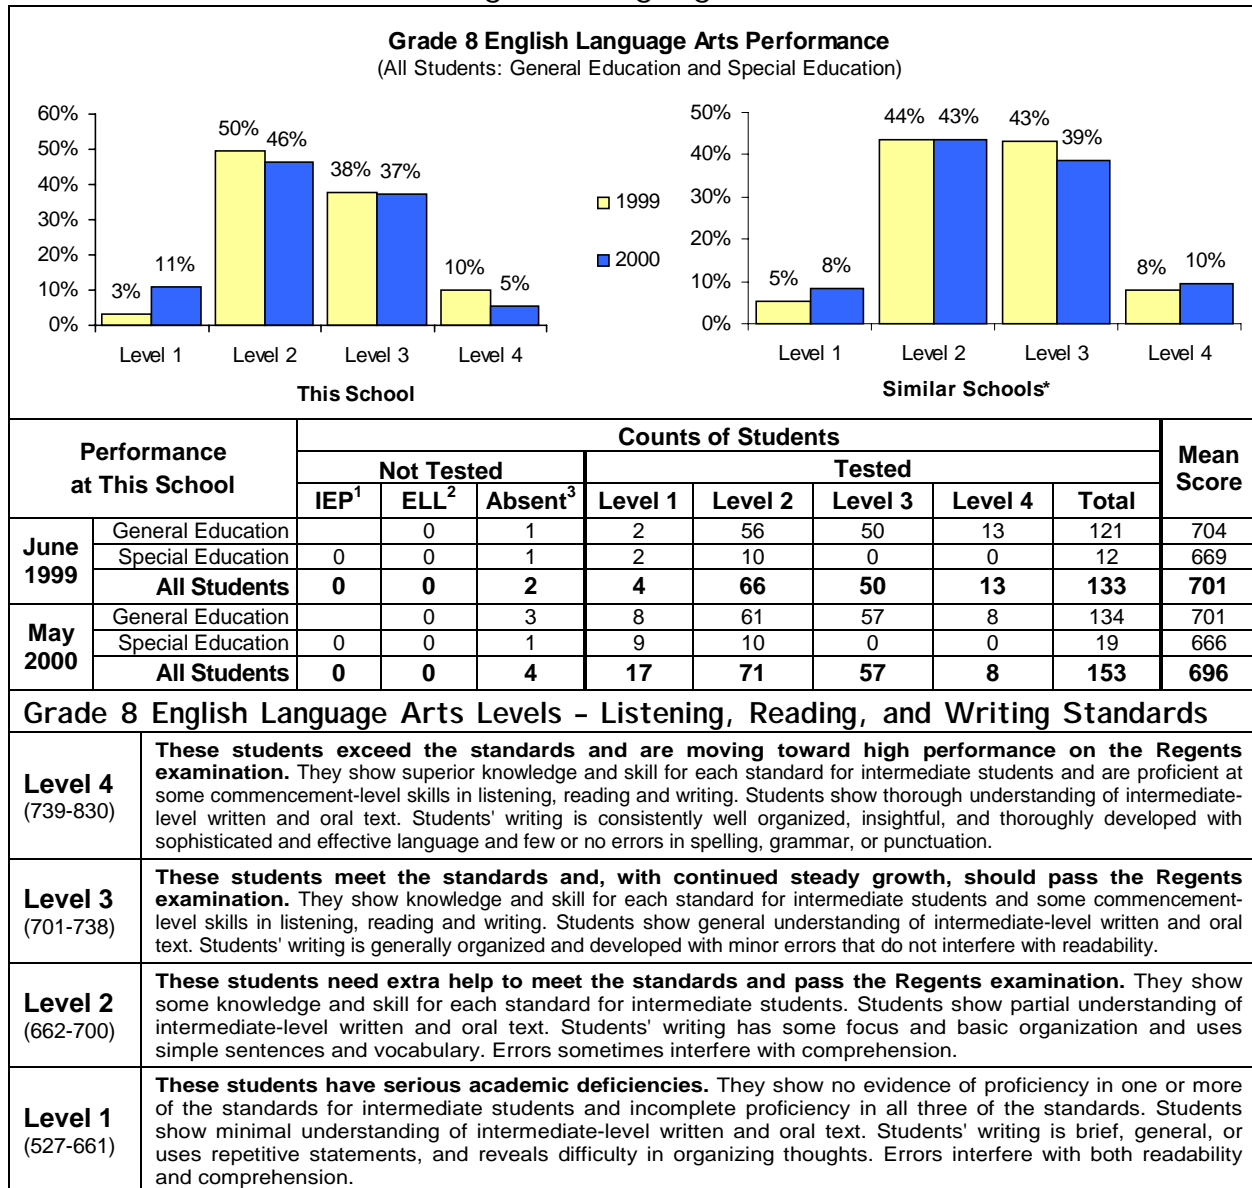 Grade 8 English Language Arts Performance
(All Students: General Education and Special Education)
60%
50%
40%
30%
20%
10%
0%
3%
11%
50%
46%
38%
37%
10%
5%
Level 1 Level 2 Level 3 Level 4
This School
1999
2000
50%
40%
30%
20%
10%
0%
5%
8%
44%
43%
43%
39%
8%
10%
Level 1 Level 2 Level 3 Level 4
Similar Schools*
Performance
at This School
Counts of Students
Mean
Score
Not Tested Tested
IEP1 ELL2 Absent3 Level 1 Level 2 Level 3 Level 4 Total
June
1999
General Education 0 1 2 56 50 13 121 704
Special Education 0 0 1 2 10 0 0 12 669
All Students 0 0 2 4 66 50 13 133 701
May
2000
General Education 0 3 8 61 57 8 134 701
Special Education 0 0 1 9 10 0 0 19 666
All Students 0 0 4 17 71 57 8 153 696
Grade 8 English Language Arts Levels – Listening, Reading, and Writing Standards
Level 4
(739-830)
These students exceed the standards and are moving toward high performance on the Regents
examination. They show superior knowledge and skill for each standard for intermediate students and are proficient at
some commencement-level skills in listening, reading and writing. Students show thorough understanding of intermediate-
level written and oral text. Students' writing is consistently well organized, insightful, and thoroughly developed with
sophisticated and effective language and few or no errors in spelling, grammar, or punctuation.
Level 3
(701-738)
These students meet the standards and, with continued steady growth, should pass the Regents
examination. They show knowledge and skill for each standard for intermediate students and some commencement-
level skills in listening, reading and writing. Students show general understanding of intermediate-level written and oral
text. Students' writing is generally organized and developed with minor errors that do not interfere with readability.
Level 2
(662-700)
These students need extra help to meet the standards and pass the Regents examination. They show
some knowledge and skill for each standard for intermediate students. Students show partial understanding of
intermediate-level written and oral text. Students' writing has some focus and basic organization and uses
simple sentences and vocabulary. Errors sometimes interfere with comprehension.
Level 1
(527-661)
These students have serious academic deficiencies. They show no evidence of proficiency in one or more
of the standards for intermediate students and incomplete proficiency in all three of the standards. Students
show minimal understanding of intermediate-level written and oral text. Students' writing is brief, general, or
uses repetitive statements, and reveals difficulty in organizing thoughts. Errors interfere with both readability
and comprehension.